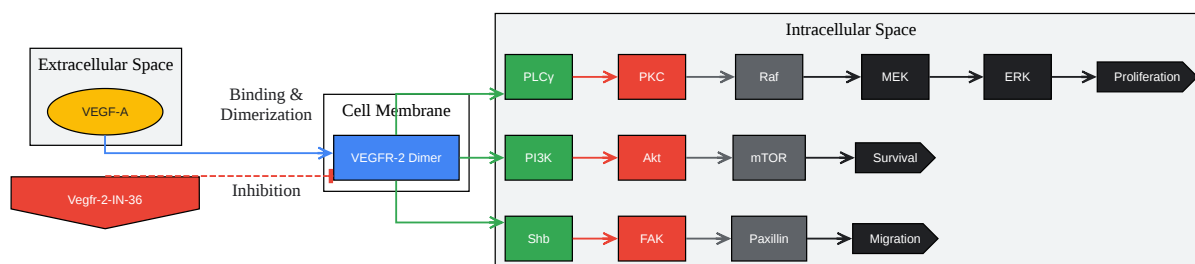 Extracellular Space
VEGF-A
Vegfr-2-IN-36
Binding &
Dimerization
Inhibition
Cell Membrane
VEGFR-2 Dimer
Intracellular Space
PLCγ
PKC
Raf
MEK
ERK
Proliferation
PI3K
Akt
mTOR
Survival
Shb
FAK
Paxillin
Migration